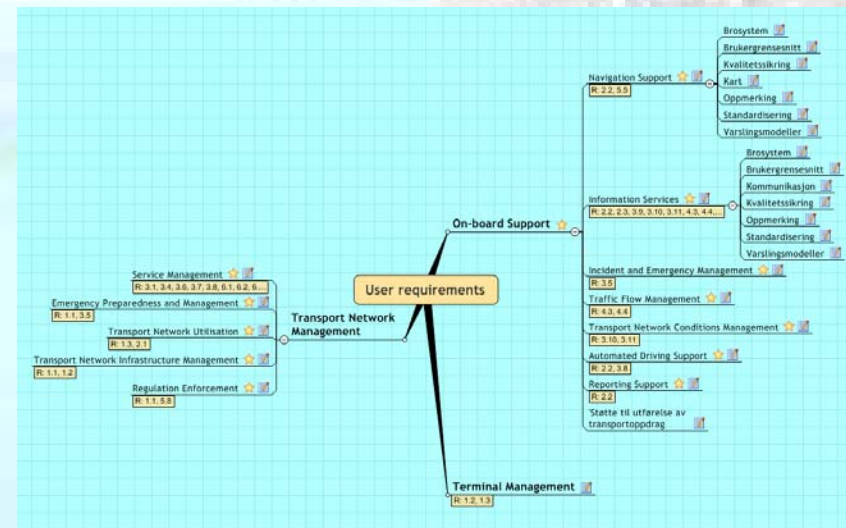 User requirements
On-board Support
Navigation Support
R: 2.2, 5.5
Brosystem
Brukergrensesnitt
Kvalitetssikring
Kart
Oppmerking
Standardisering
Varslingsmodeller
Information Services
R: 2.2, 2.3, 3.9, 3.10, 3.11, 4.3, 4.4,...
Brosystem
Brukergrensesnitt
Kommunikasjon
Kvalitetssikring
Oppmerking
Standardisering
Varslingsmodeller
Incident and Emergency Management
R: 3.5
Traffic Flow Management
R: 4.3, 4.4
Transport Network Conditions Management
R: 3.10, 3.11
Automated Driving Support
R: 2.2, 3.8
Reporting Support
R: 2.2
'Støtte til utførelse av
transportoppdrag
Transport Network
Management
Service Management
R: 3.1, 3.4, 3.6, 3.7, 3.8, 6.1, 6.2, 6...
Emergency Preparedness and Management
R: 1.1, 3.5
Transport Network Utilisation
R: 1.3, 2.1
Transport Network Infrastructure Management
R: 1.1, 1.2
Regulation Enforcement
R: 1.1, 5.8
Terminal Management
R: 1.2, 1.3